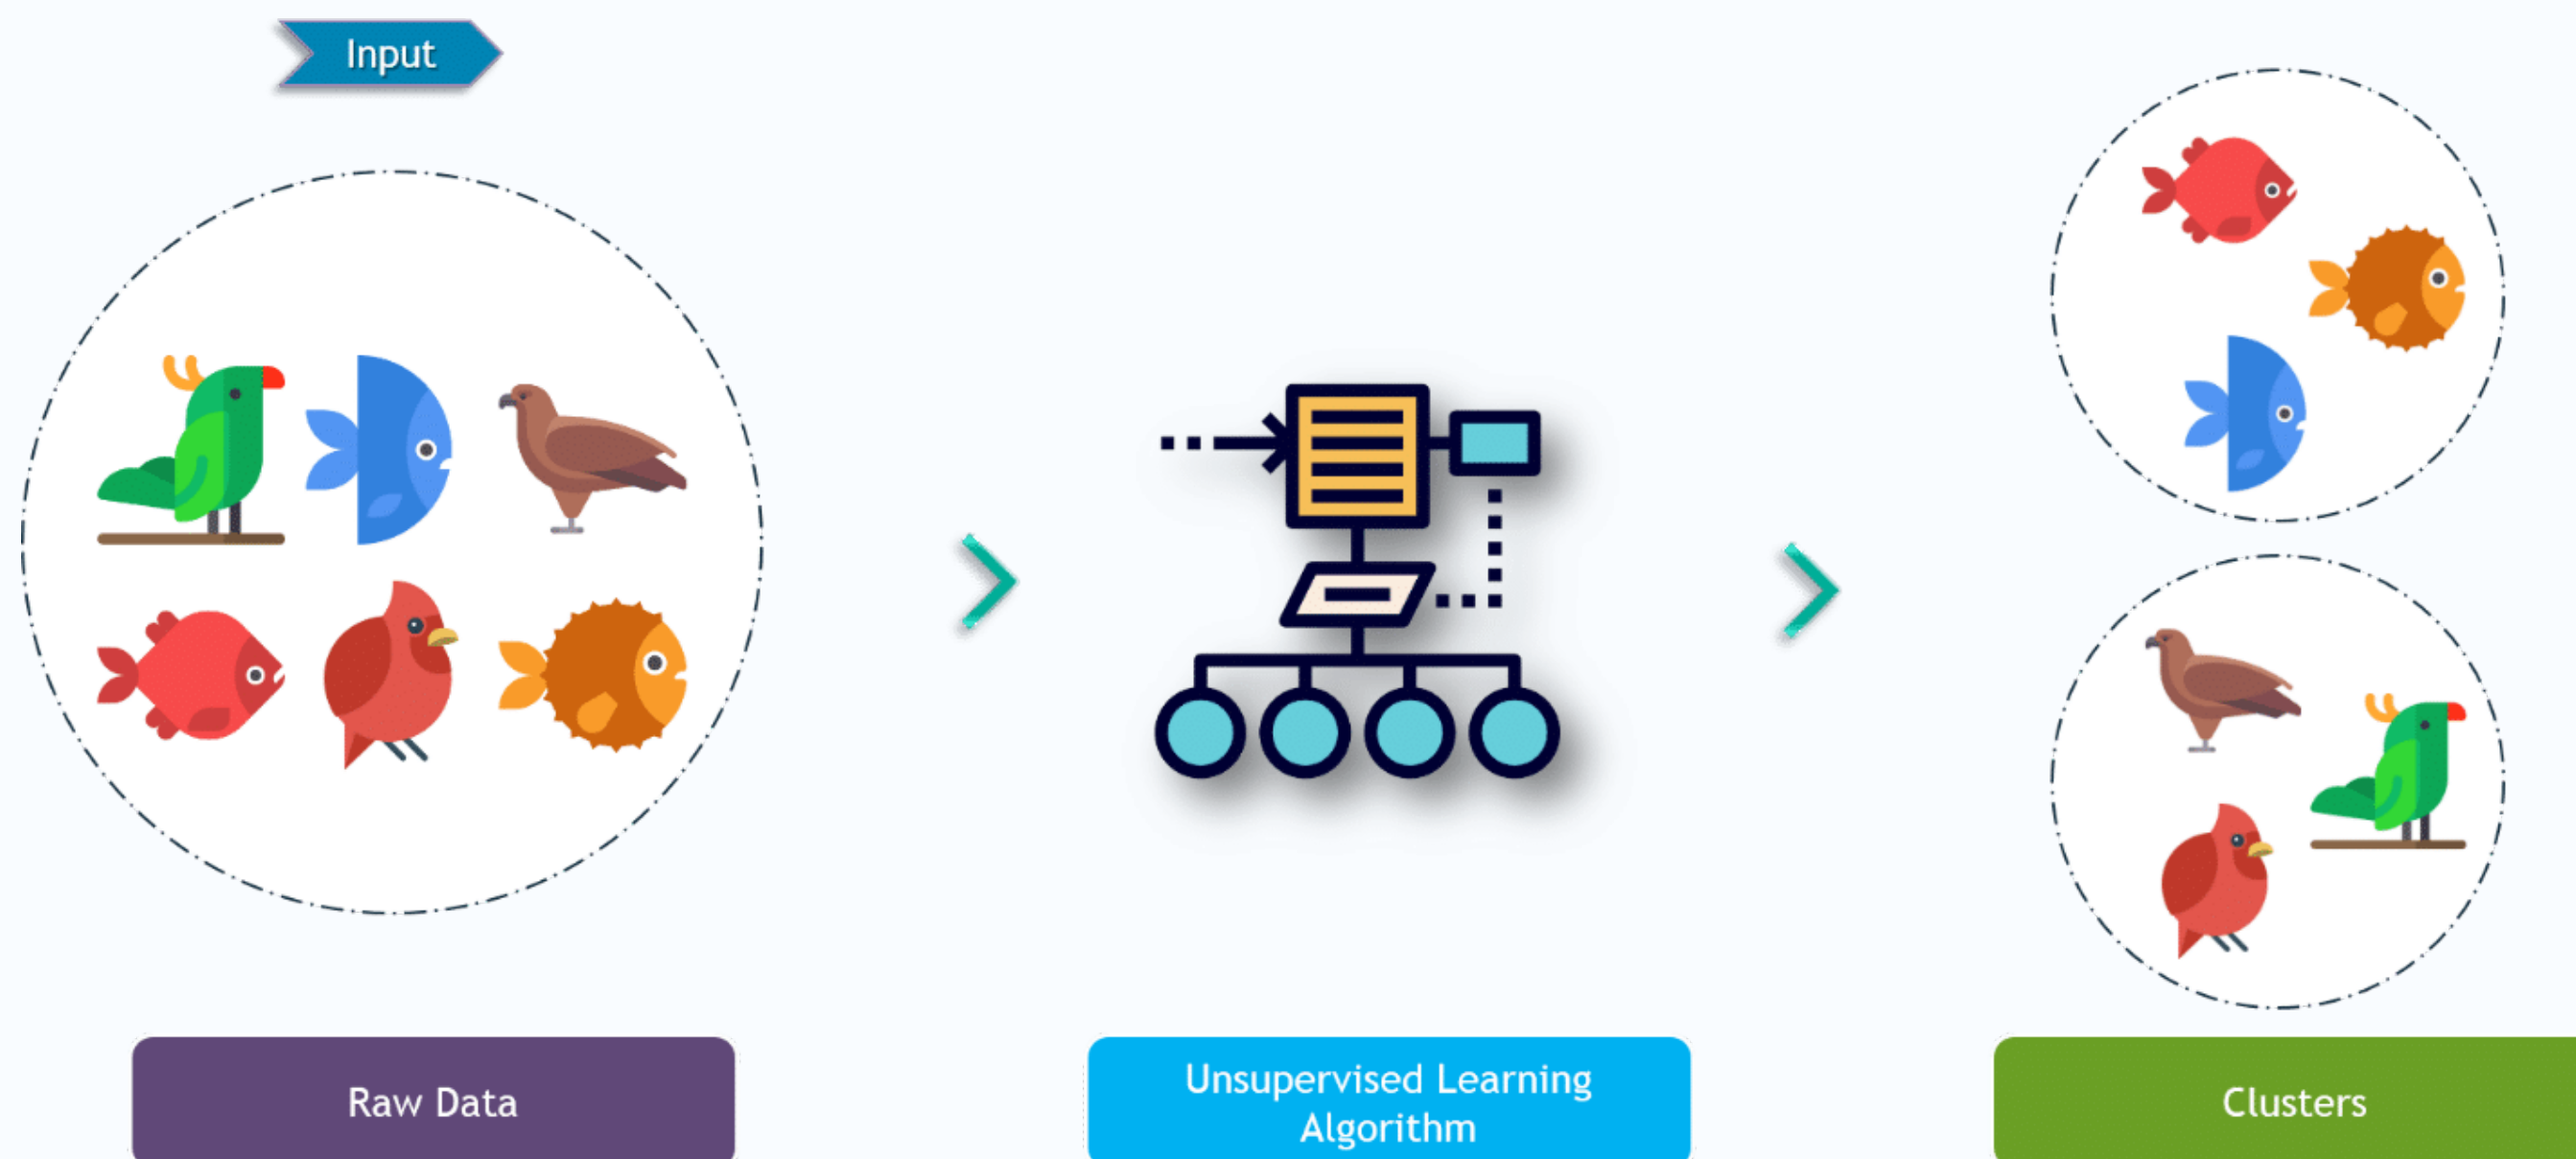 Input
Raw Data
Unsupervised Learning
Algorithm
Clusters